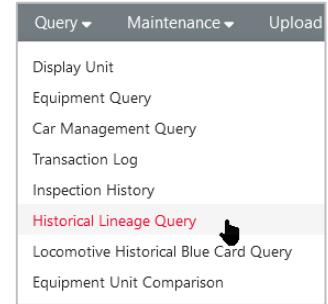 Query Maintenance Upload
Display Unit
Equipment Query
Car Management Query
Transaction Log
Inspection History
Historical Lineage Query
Locomotive Historical Blue Card Query
Equipment Unit Comparison